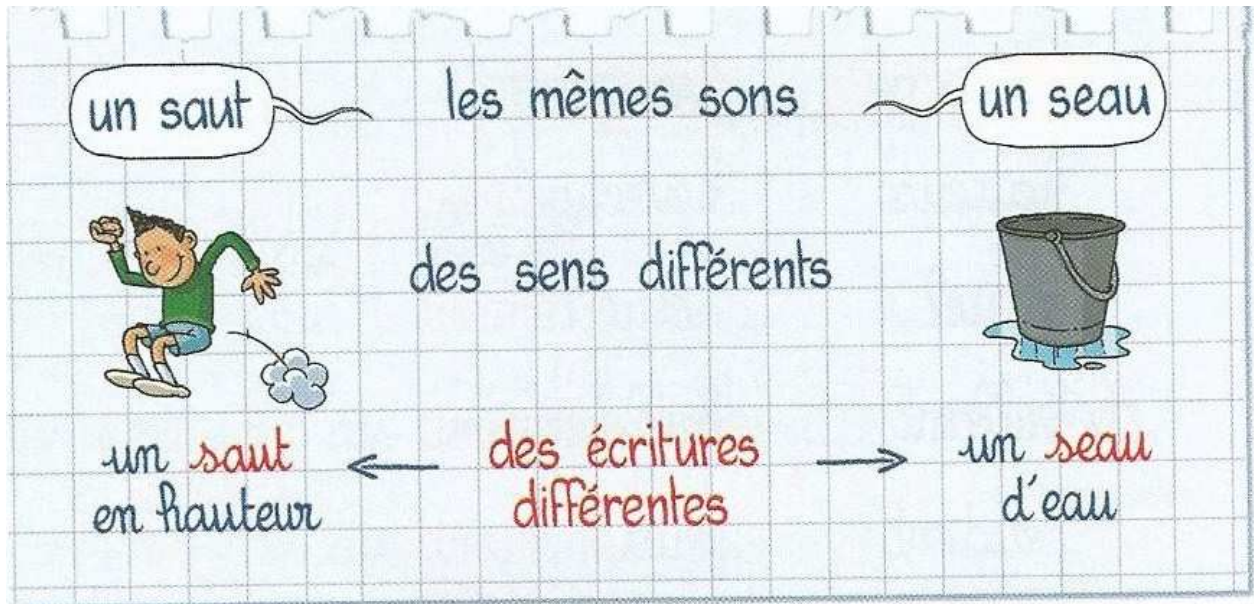 un saut
les mêmes sons
un seau
des sens différents
un saut
en hauteur
des écritures
différentes
un seau
d'eau